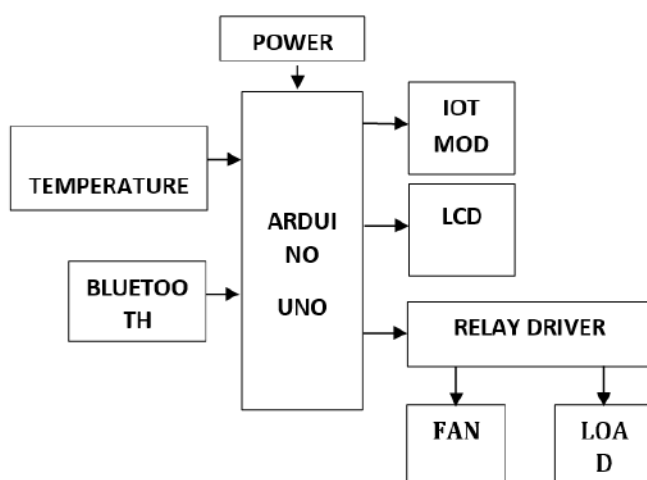 POWER
IOT
MOD
TEMPERATURE
LCD
ARDUI
NO
UNO
BLUETOO
TH
RELAY DRIVER
FAN
LOA
D